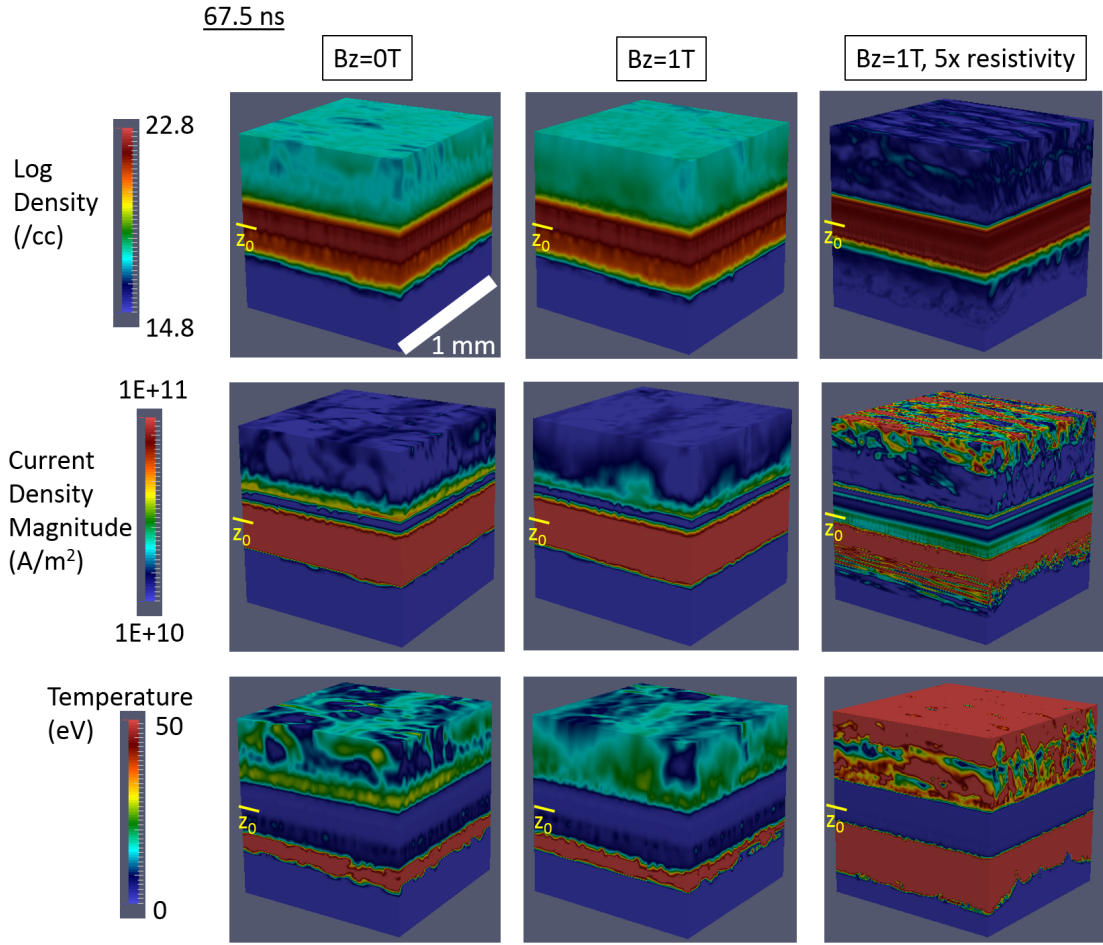 67.5 ns
Bz=0T
Bz=1T
Bz=1T, 5x resistivity
22.8
Log
Density
(/cc)
14.8
z₀
z₀
z₀
1 mm
1E+11
Current
Density
Magnitude
(A/m²)
1E+10
z₀
z₀
z₀
Temperature
(eV)
50
0
z₀
z₀
z₀